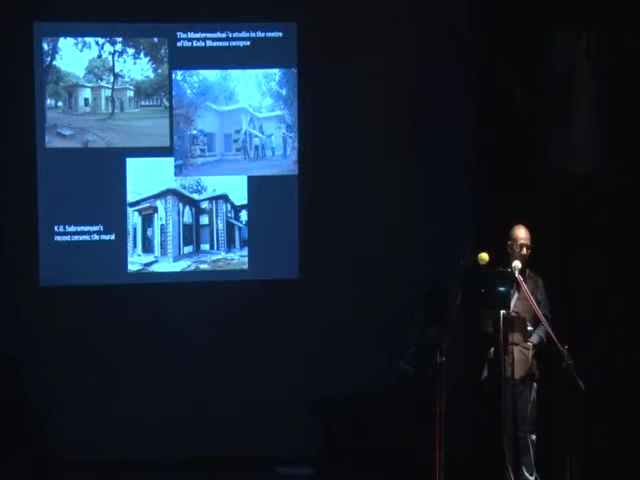 The Mastermoshai-'s studio in the centre
of the Kala Bhavana campus
K.G. Subramanyan's
recent ceramic tile mural